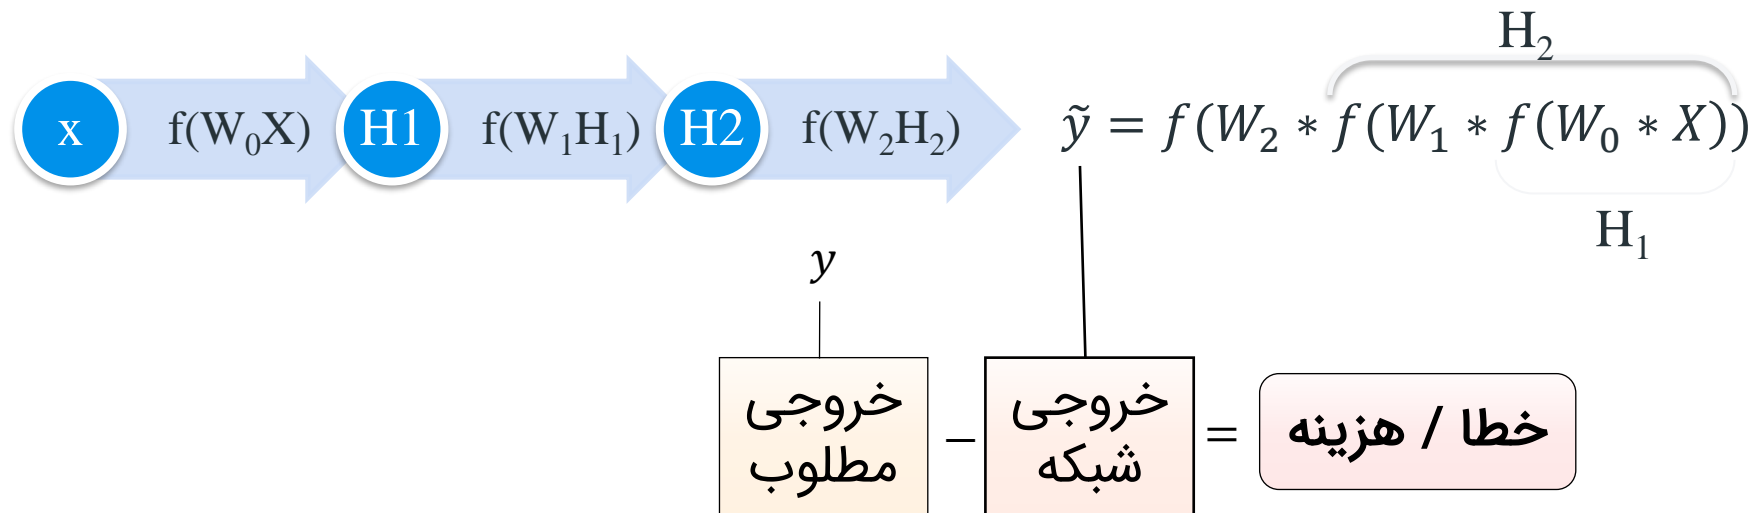 H₂
x f(W₀X) H1 f(W₁H₁) H2 f(W₂H₂) ỹ = f(W₂ * f(W₁ * f(W₀ * X))
H₁
y
خروجی مطلوب
−
خروجی شبکه
=
خطا / هزینه